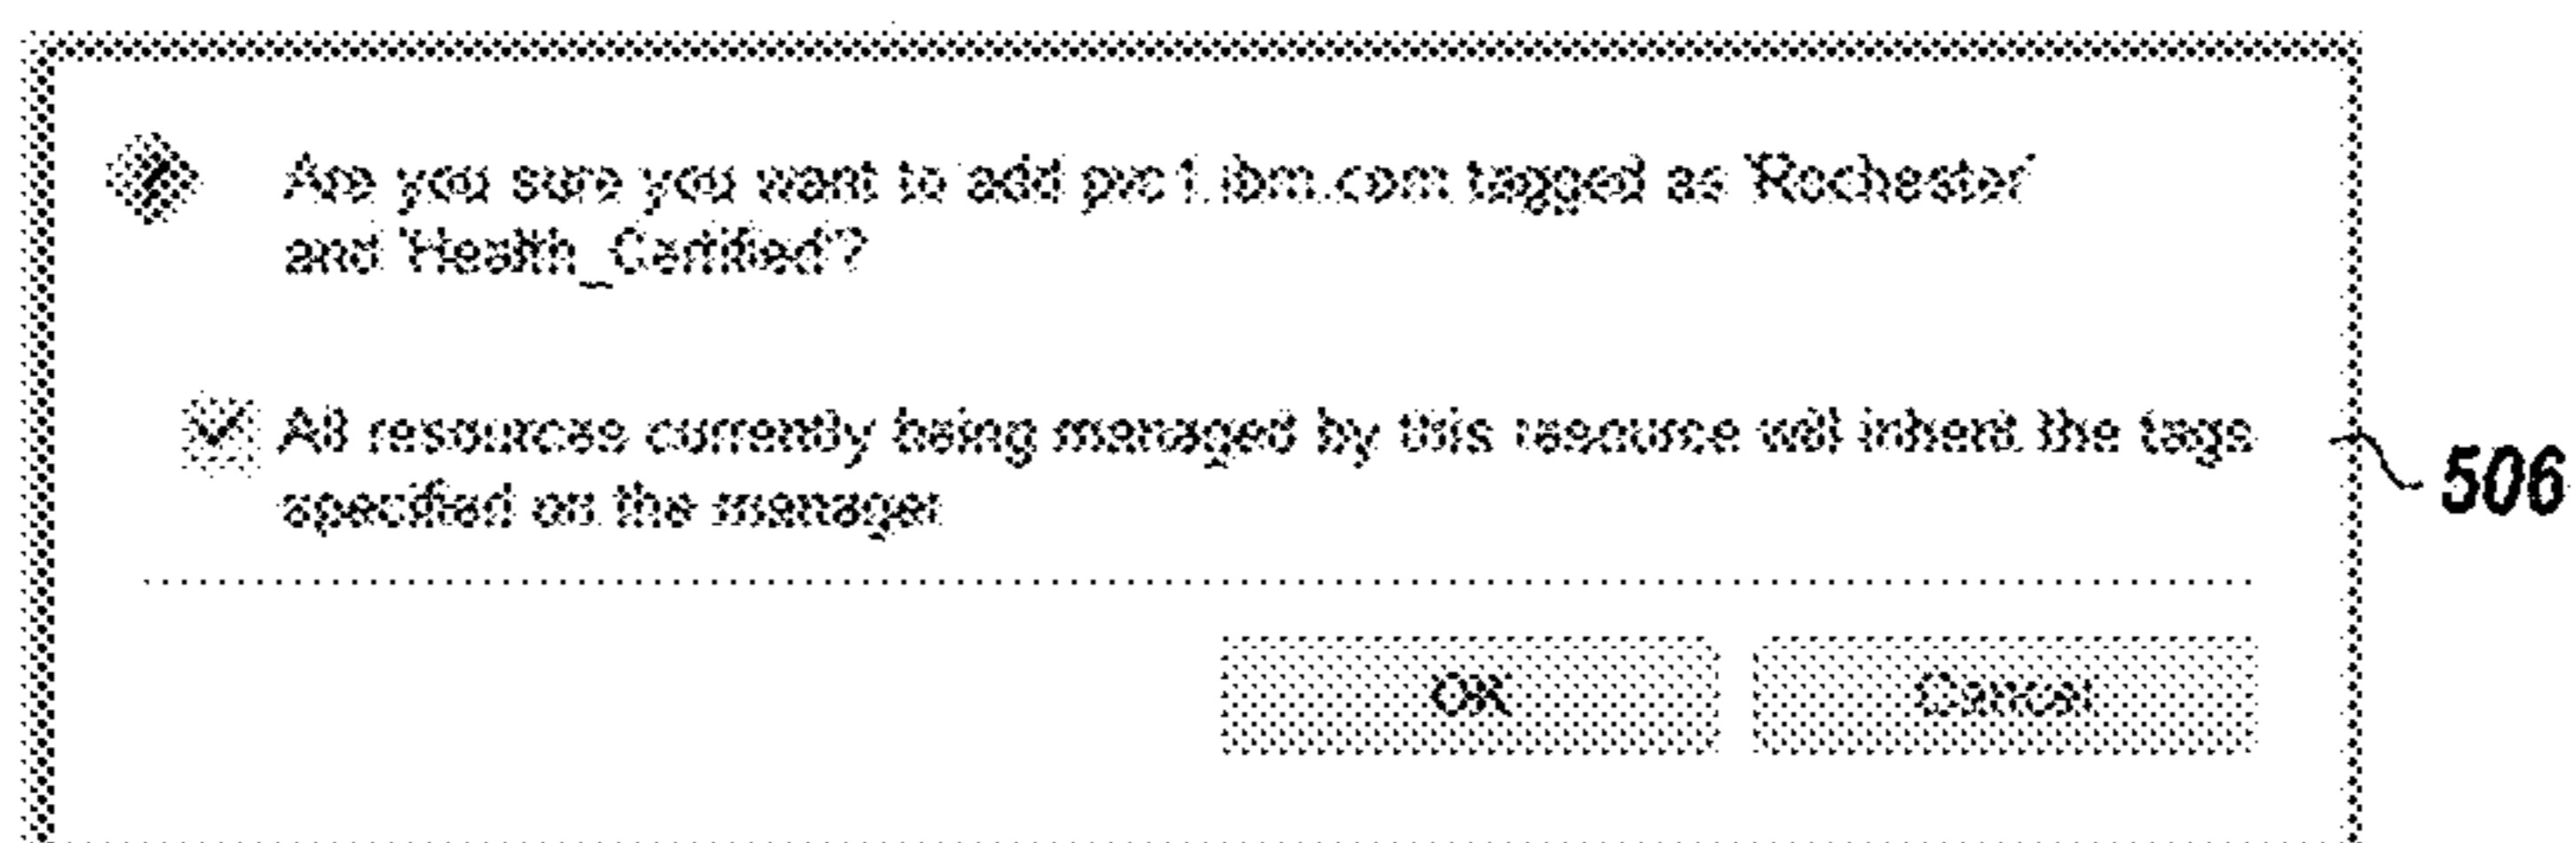 Are you sure you want to add pvc1.ibm.com tagged as 'Rochester'
and 'Health_Certified'?
All resources currently being managed by this resource will inherit the tags
specified on the manager
506
OK Cancel